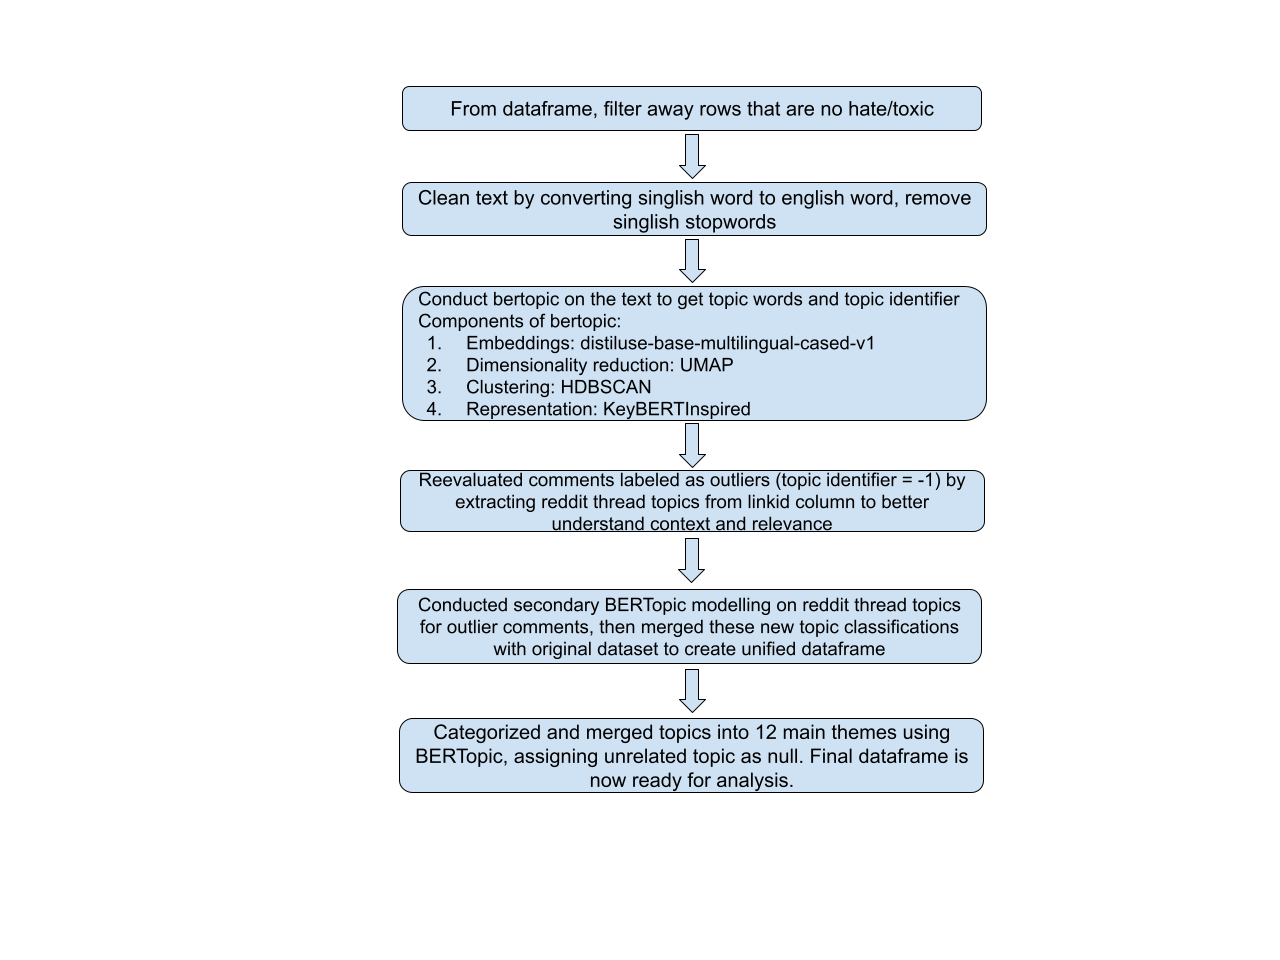 From dataframe, filter away rows that are no hate/toxic
Clean text by converting singlish word to english word, remove
singlish stopwords
Conduct bertopic on the text to get topic words and topic identifier
Components of bertopic:
1. Embeddings: distiluse-base-multilingual-cased-v1
2. Dimensionality reduction: UMAP
3. Clustering: HDBSCAN
4. Representation: KeyBERTInspired
Reevaluated comments labeled as outliers (topic identifier = -1) by
extracting reddit thread topics from linkid column to better
understand context and relevance
Conducted secondary BERTopic modelling on reddit thread topics
for outlier comments, then merged these new topic classifications
with original dataset to create unified dataframe
Categorized and merged topics into 12 main themes using
BERTopic, assigning unrelated topic as null. Final dataframe is
now ready for analysis.